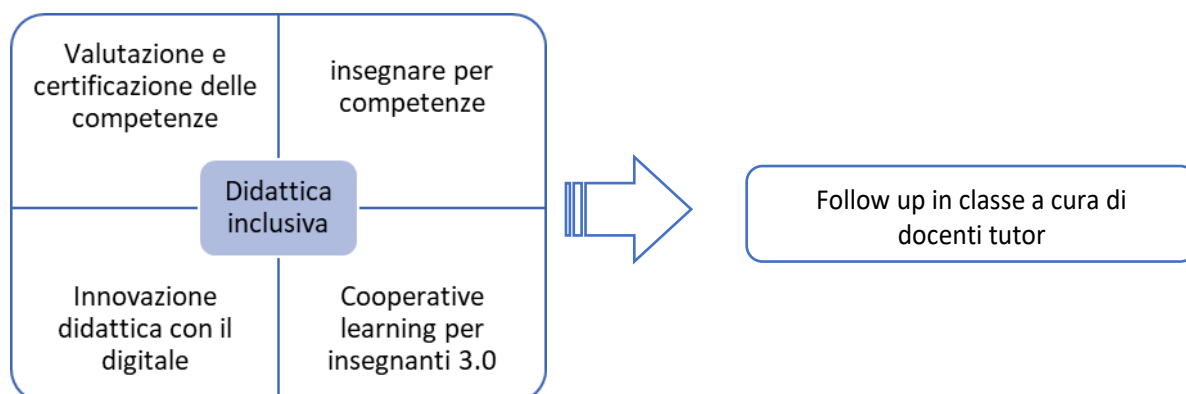 Valutazione e
certificazione delle
competenze
insegnare per
competenze
Didattica
inclusiva
Innovazione
didattica con il
digitale
Cooperative
learning per
insegnanti 3.0
Follow up in classe a cura di
docenti tutor